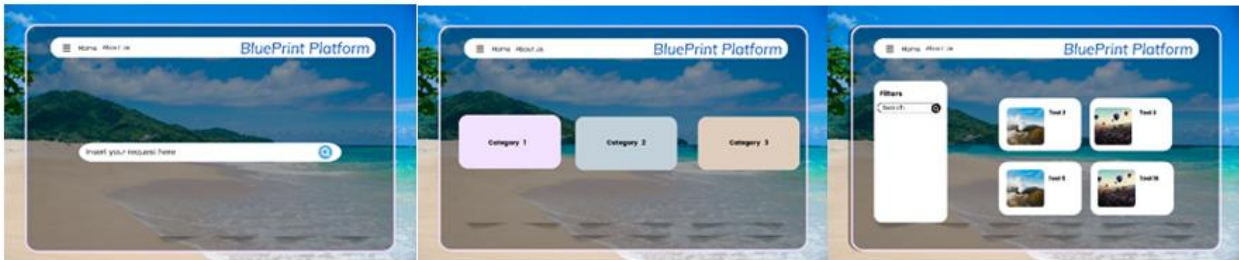 Home About Us BluePrint Platform
Insert your request here
Home About Us BluePrint Platform
Category 1 Category 2 Category 3
Home About Us BluePrint Platform
Filters
Search
Tool 3
Tool 5